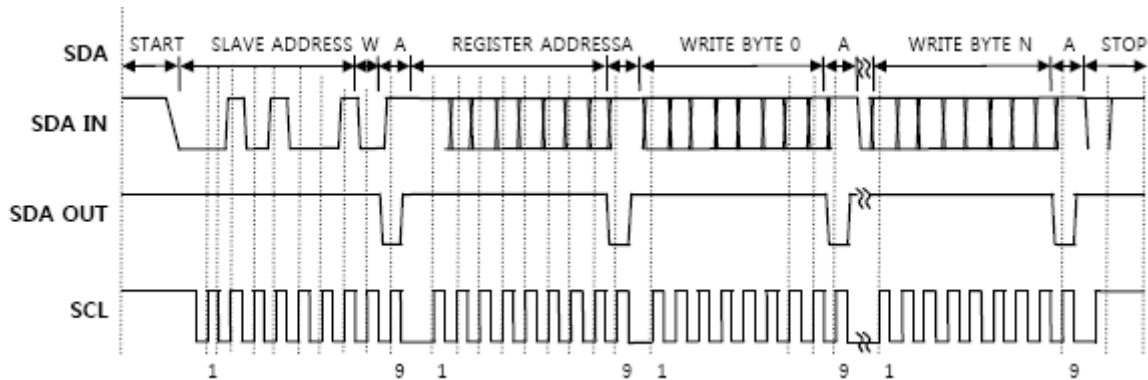 SDA START SLAVE ADDRESS W A REGISTER ADDRESSA WRITE BYTE 0 A WRITE BYTE N A STOP
SDA IN
SDA OUT
SCL
1 9 1 9 1 9 1 9